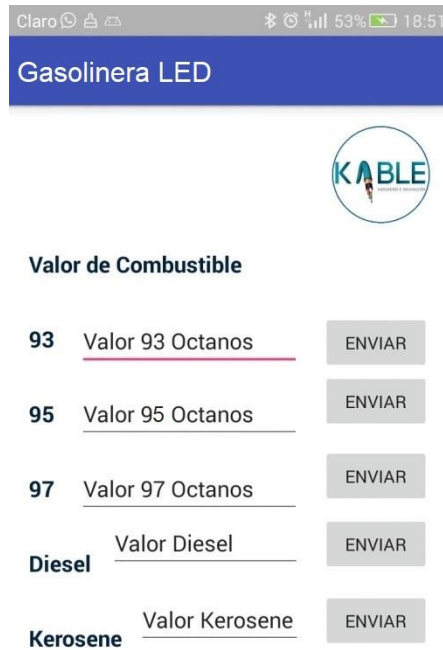 Claro 53% 18:51
Gasolinera LED
KABLE
Valor de Combustible
93 Valor 93 Octanos ENVIAR
95 Valor 95 Octanos ENVIAR
97 Valor 97 Octanos ENVIAR
Diesel Valor Diesel ENVIAR
Kerosene Valor Kerosene ENVIAR